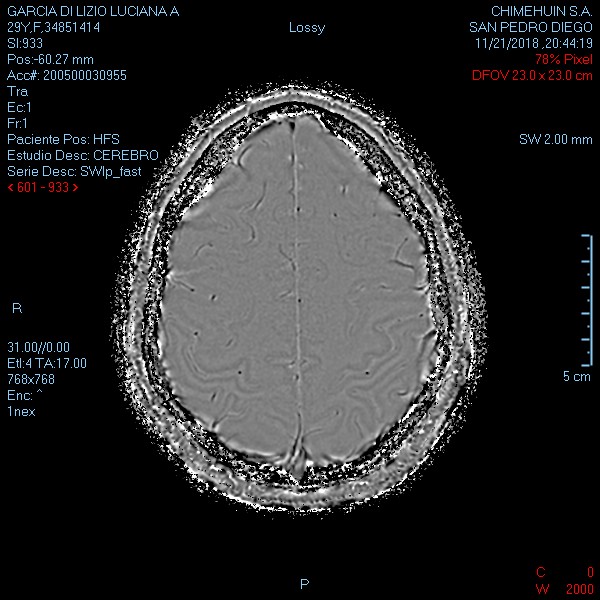 GARCIA DI LIZIO LUCIANA A
29Y,F,34851414
Sl:933
Pos:-60.27 mm
Acc#: 200500030955
Tra
Ec:1
Fr:1
Paciente Pos: HFS
Estudio Desc: CEREBRO
Serie Desc: SWIp_fast
< 601 - 933 >
Lossy
CHIMEHUIN S.A.
SAN PEDRO DIEGO
11/21/2018 ,20:44:19
78% Pixel
DFOV 23.0 x 23.0 cm
SW 2.00 mm
R
5 cm
31.00//0.00
Etl:4 TA:17.00
768x768
Enc: ^
1nex
P
C 0
W 2000